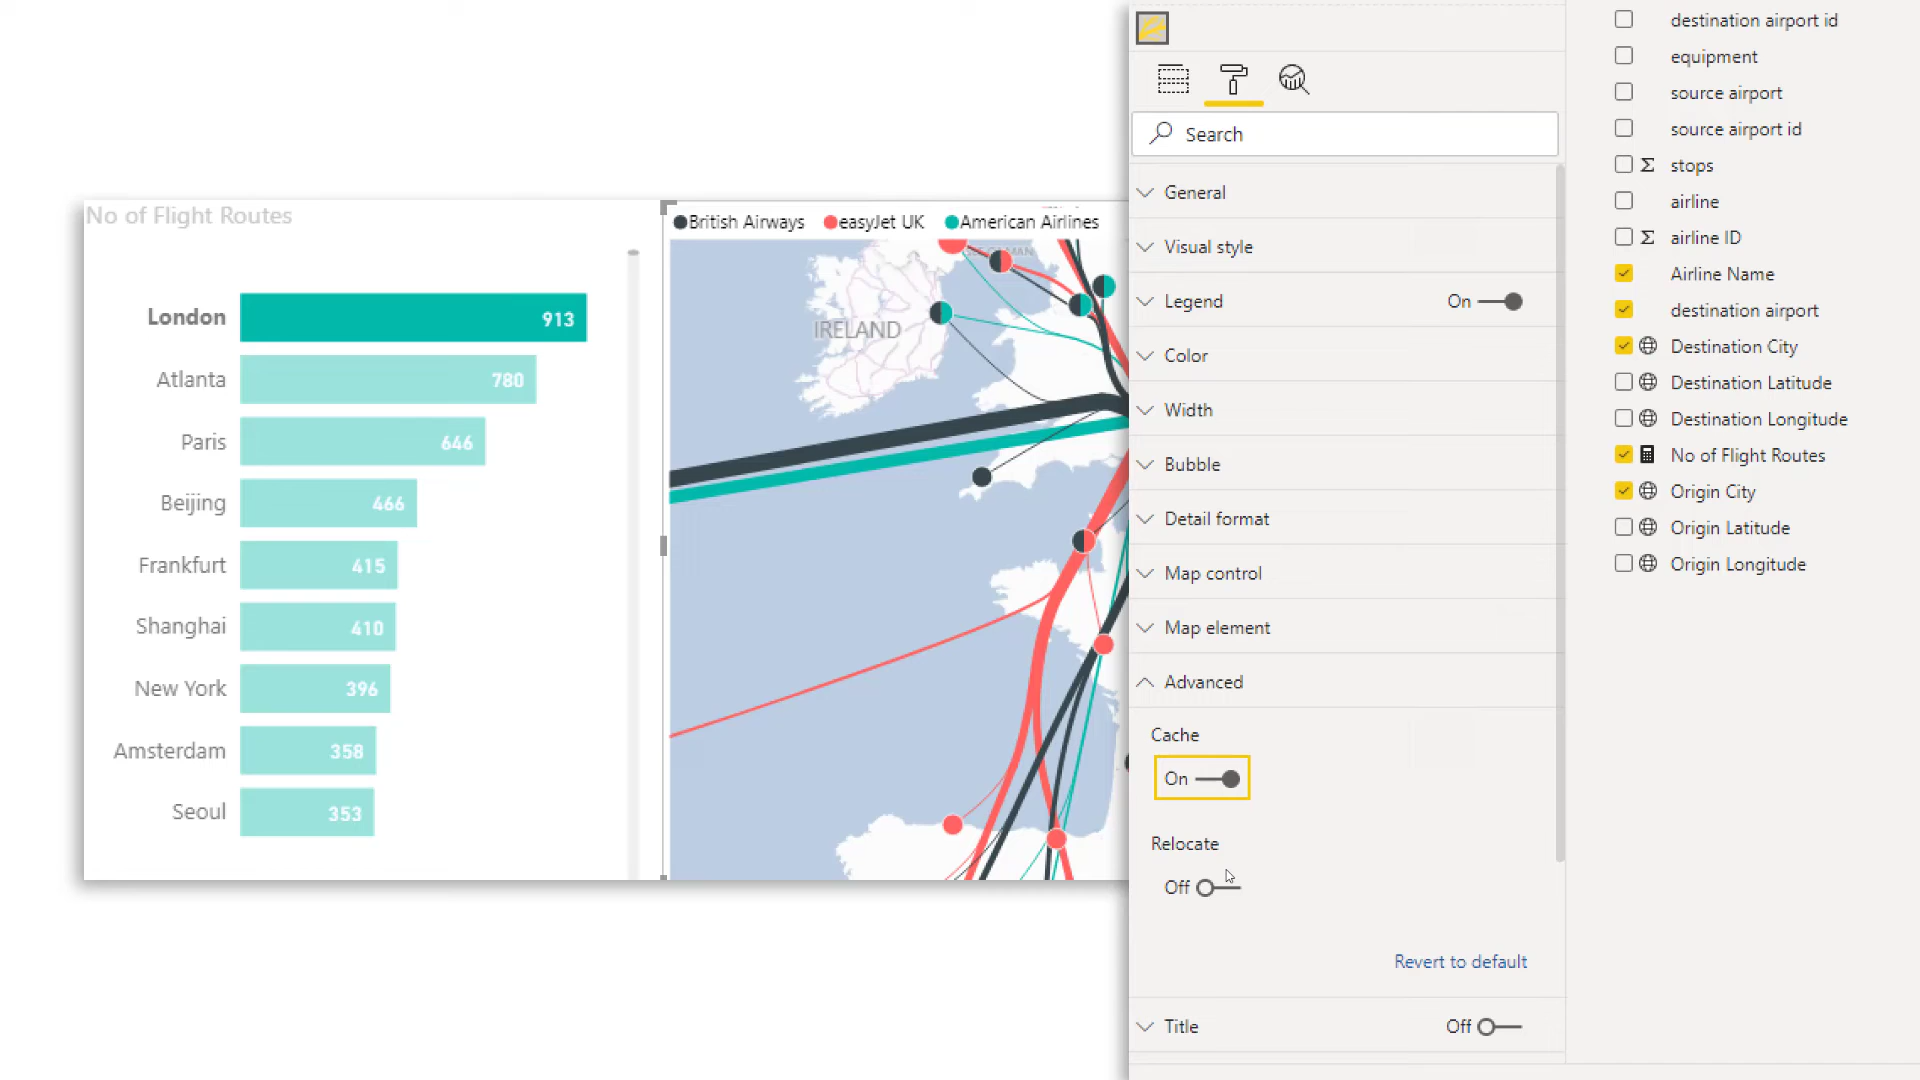 No of Flight Routes
London 913
Atlanta 780
Paris 646
Beijing 466
Frankfurt 415
Shanghai 410
New York 396
Amsterdam 358
Seoul 353
British Airways easyJet UK American Airlines
IRELAND
Search
General
Visual style
Legend On
Color
Width
Bubble
Detail format
Map control
Map element
Advanced
Cache
On
Relocate
Off
Revert to default
Title Off
destination airport id
equipment
source airport
source airport id
Σ stops
airline
Σ airline ID
Airline Name
destination airport
Destination City
Destination Latitude
Destination Longitude
No of Flight Routes
Origin City
Origin Latitude
Origin Longitude